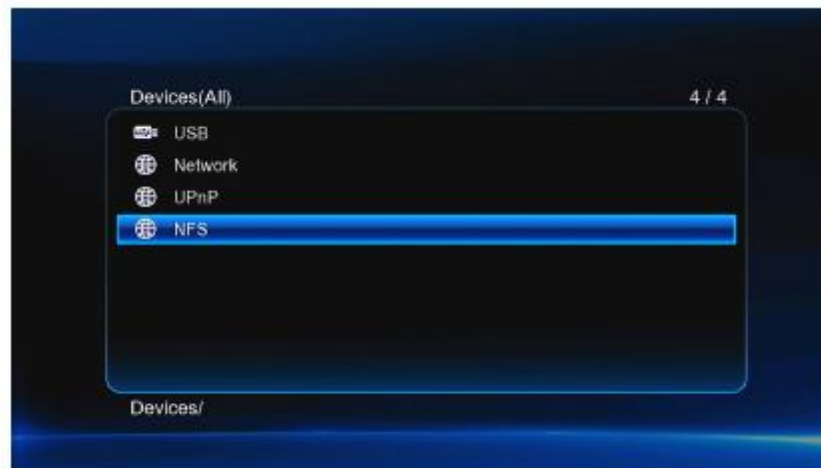 Devices(All) 4 / 4
USB
Network
UPnP
NFS
Devices/